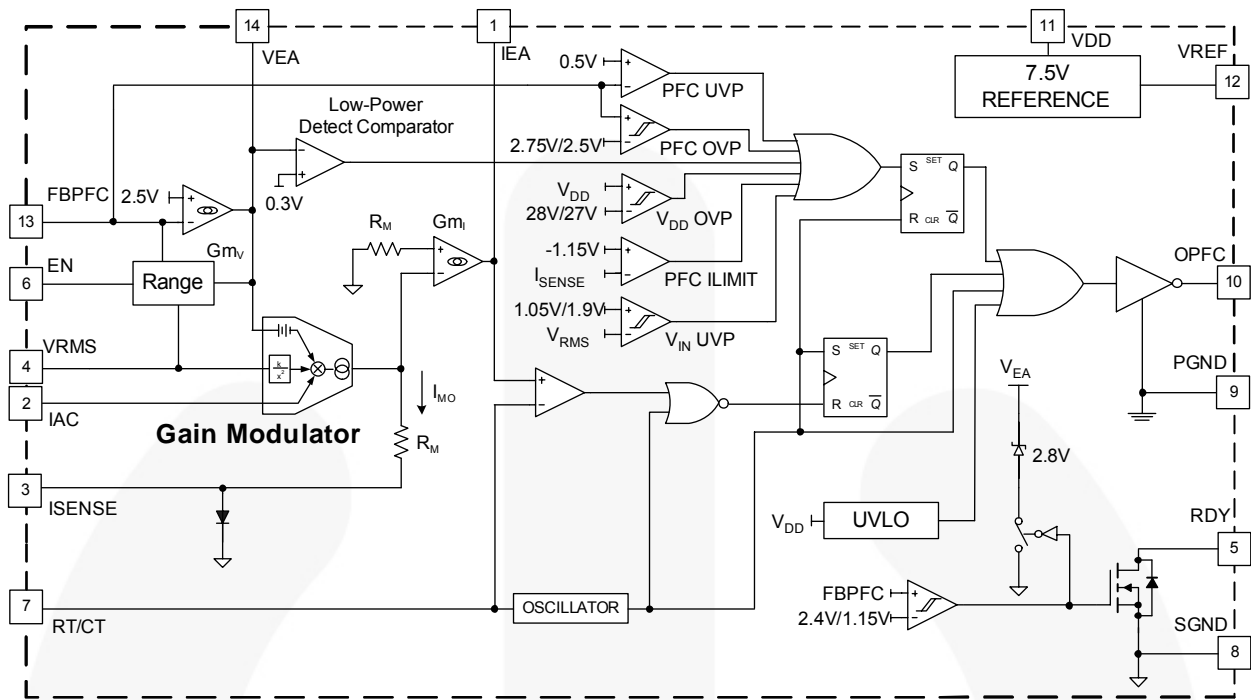 14
VEA
1
IEA
11
VDD
VREF
12
7.5V
REFERENCE
0.5V
PFC UVP
Low-Power
Detect Comparator
2.75V/2.5V
PFC OVP
0.3V
FBPFC
13
2.5V
GmV
VDD
28V/27V
VDD OVP
S SET Q
R CLR Q
RM
GmI
-1.15V
ISENSE
PFC ILIMIT
EN
6
Range
OPFC
10
1.05V/1.9V
VRMS
VIN UVP
VRMS
4
k
x²
S SET Q
R CLR Q
VEA
PGND
9
2
IAC
IMO
Gain Modulator
RM
2.8V
3
ISENSE
VDD
UVLO
RDY
5
7
RT/CT
OSCILLATOR
FBPFC
2.4V/1.15V
SGND
8